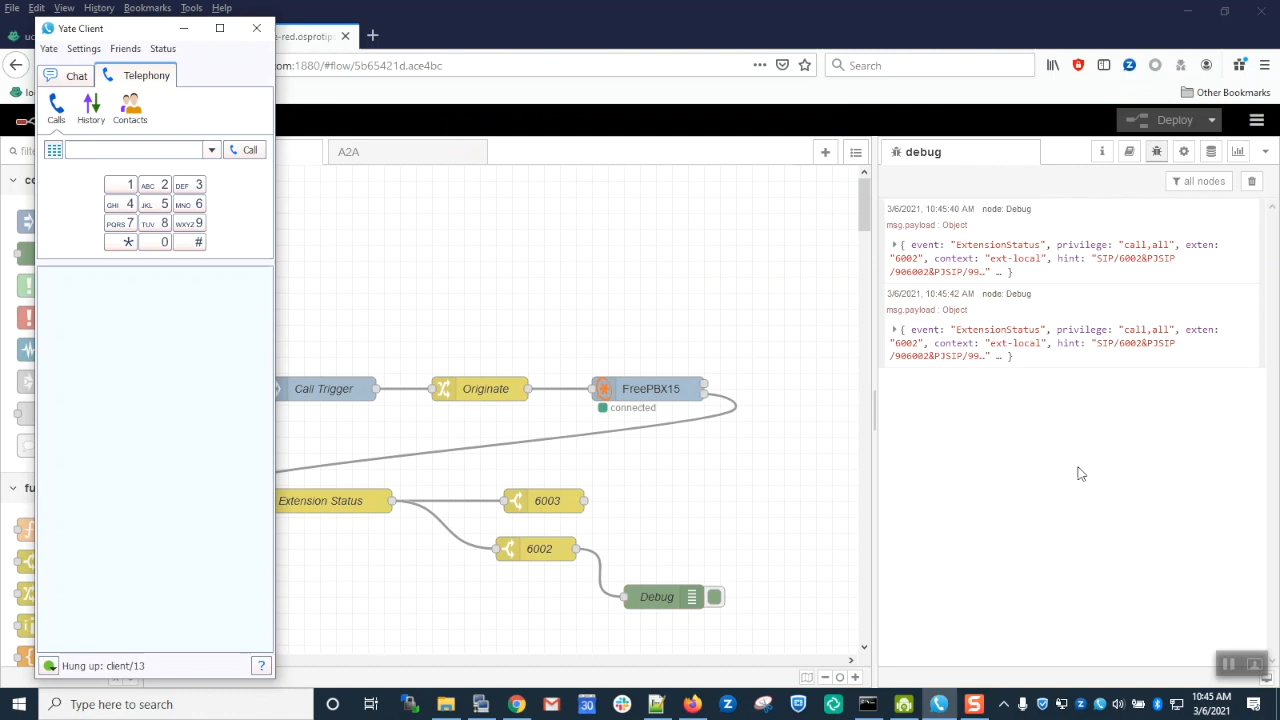 File Edit View History Bookmarks Tools Help
Yate Client
e-red.osprotips
Yate Settings Friends Status
om:1880/#flow/5b65421d.ace4bc
Search
Chat Telephony
Other Bookmarks
Calls History Contacts
Deploy
Call
A2A
debug
all nodes
1 ABC 2 DEF 3
GHI 4 JKL 5 MNO 6
PQRS 7 TUV 8 WXYZ 9
* 0 #
3/6/2021, 10:45:40 AM node: Debug
msg.payload : Object
{ event: "ExtensionStatus", privilege: "call,all", exten:
"6002", context: "ext-local", hint: "SIP/6002&PJSIP
/906002&PJSIP/99…" … }
3/6/2021, 10:45:42 AM node: Debug
msg.payload : Object
{ event: "ExtensionStatus", privilege: "call,all", exten:
"6002", context: "ext-local", hint: "SIP/6002&PJSIP
/906002&PJSIP/99…" … }
Call Trigger
Originate
FreePBX15
connected
Extension Status
6003
6002
Debug
Hung up: client/13
?
Type here to search
30
10:45 AM
3/6/2021